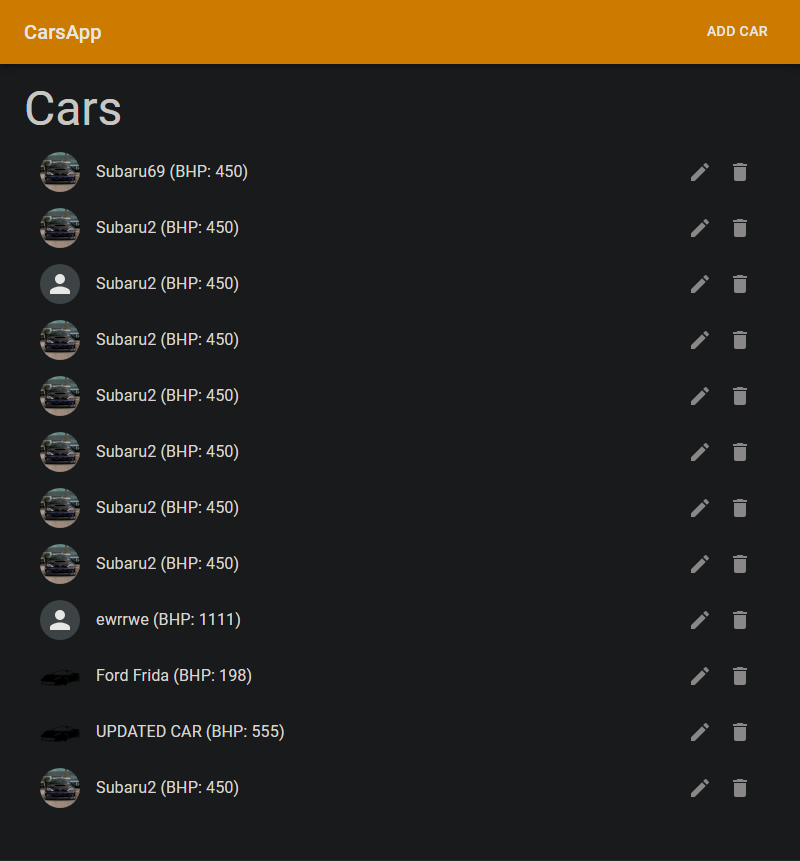 CarsApp
ADD CAR
Cars
Subaru69 (BHP: 450)
Subaru2 (BHP: 450)
Subaru2 (BHP: 450)
Subaru2 (BHP: 450)
Subaru2 (BHP: 450)
Subaru2 (BHP: 450)
Subaru2 (BHP: 450)
Subaru2 (BHP: 450)
ewrrwe (BHP: 1111)
Ford Frida (BHP: 198)
UPDATED CAR (BHP: 555)
Subaru2 (BHP: 450)